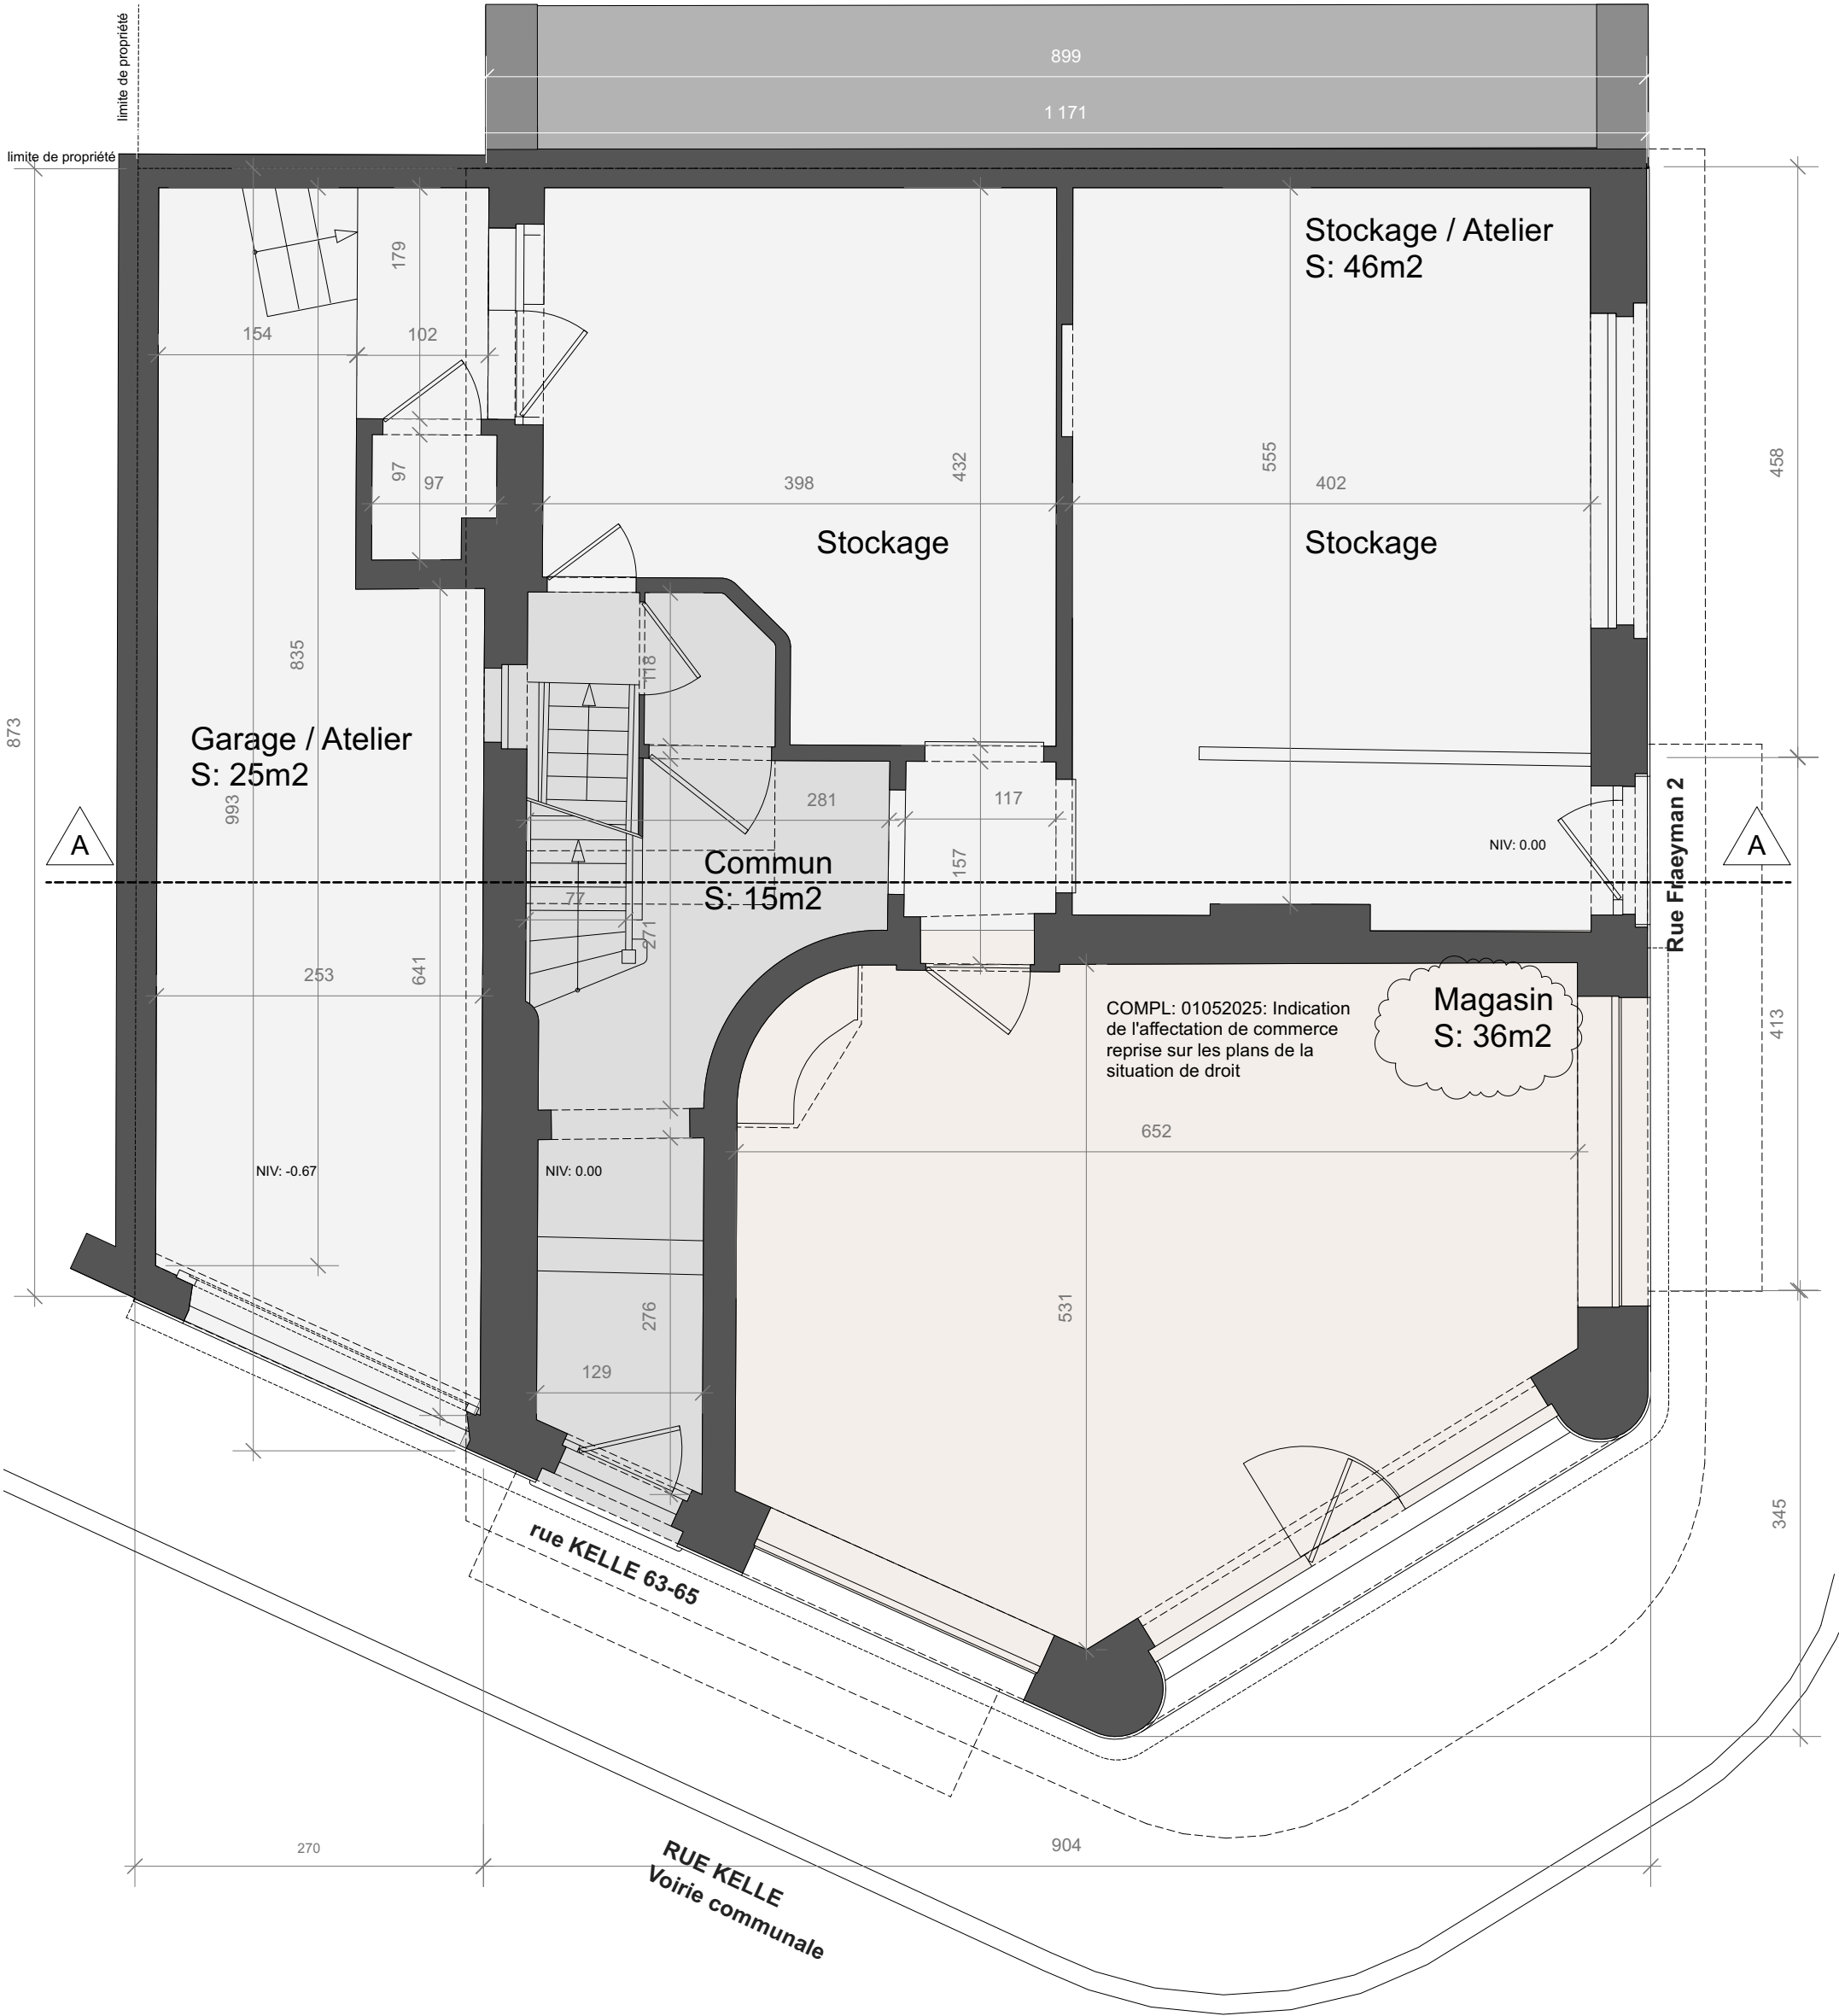 limite de propriété
899
1 171
limite de propriété
Stockage / Atelier
S: 46m2
179
154
102
97
97
398
432
555
402
458
Stockage
Stockage
835
118
873
Garage / Atelier
S: 25m2
993
281
117
Rue Fraeyman 2
A
NIV: 0.00
A
Commun
S: 15m2
157
77
271
253
641
COMPL: 01052025: Indication
de l'affectation de commerce
reprise sur les plans de la
situation de droit
Magasin
S: 36m2
413
652
NIV: -0.67
NIV: 0.00
276
531
129
345
rue KELLE 63-65
270
904
RUE KELLE
Voirie communale